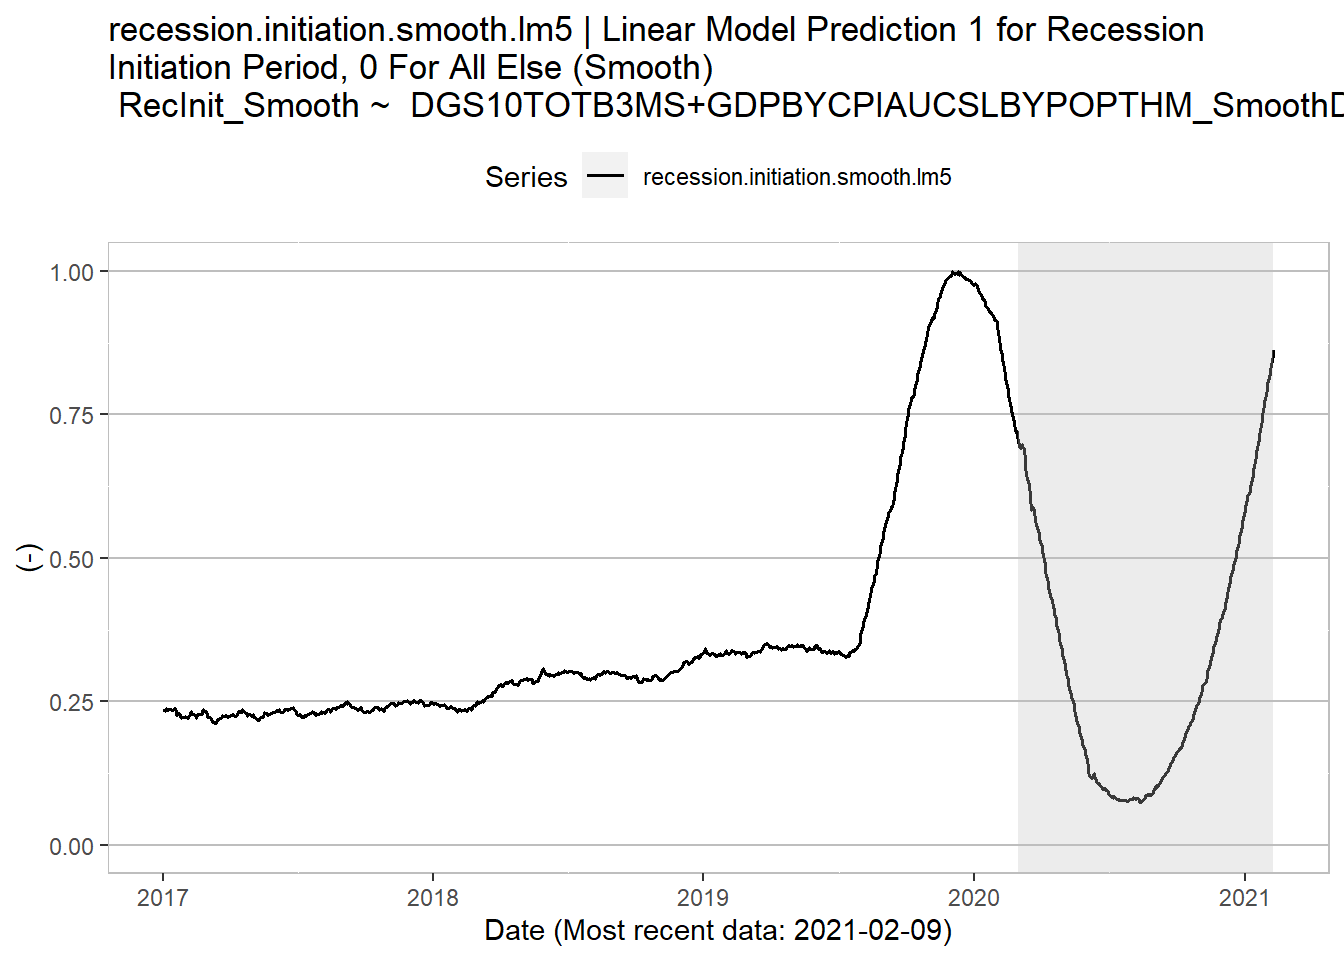 recession.initiation.smooth.lm5 | Linear Model Prediction 1 for Recession
Initiation Period, 0 For All Else (Smooth)
RecInit_Smooth ~  DGS10TOTB3MS+GDPBYCPIAUCSLBYPOPTHM_SmoothD
Series recession.initiation.smooth.lm5
1.00
0.75
0.50
0.25
0.00
(-)
2017 2018 2019 2020 2021
Date (Most recent data: 2021-02-09)